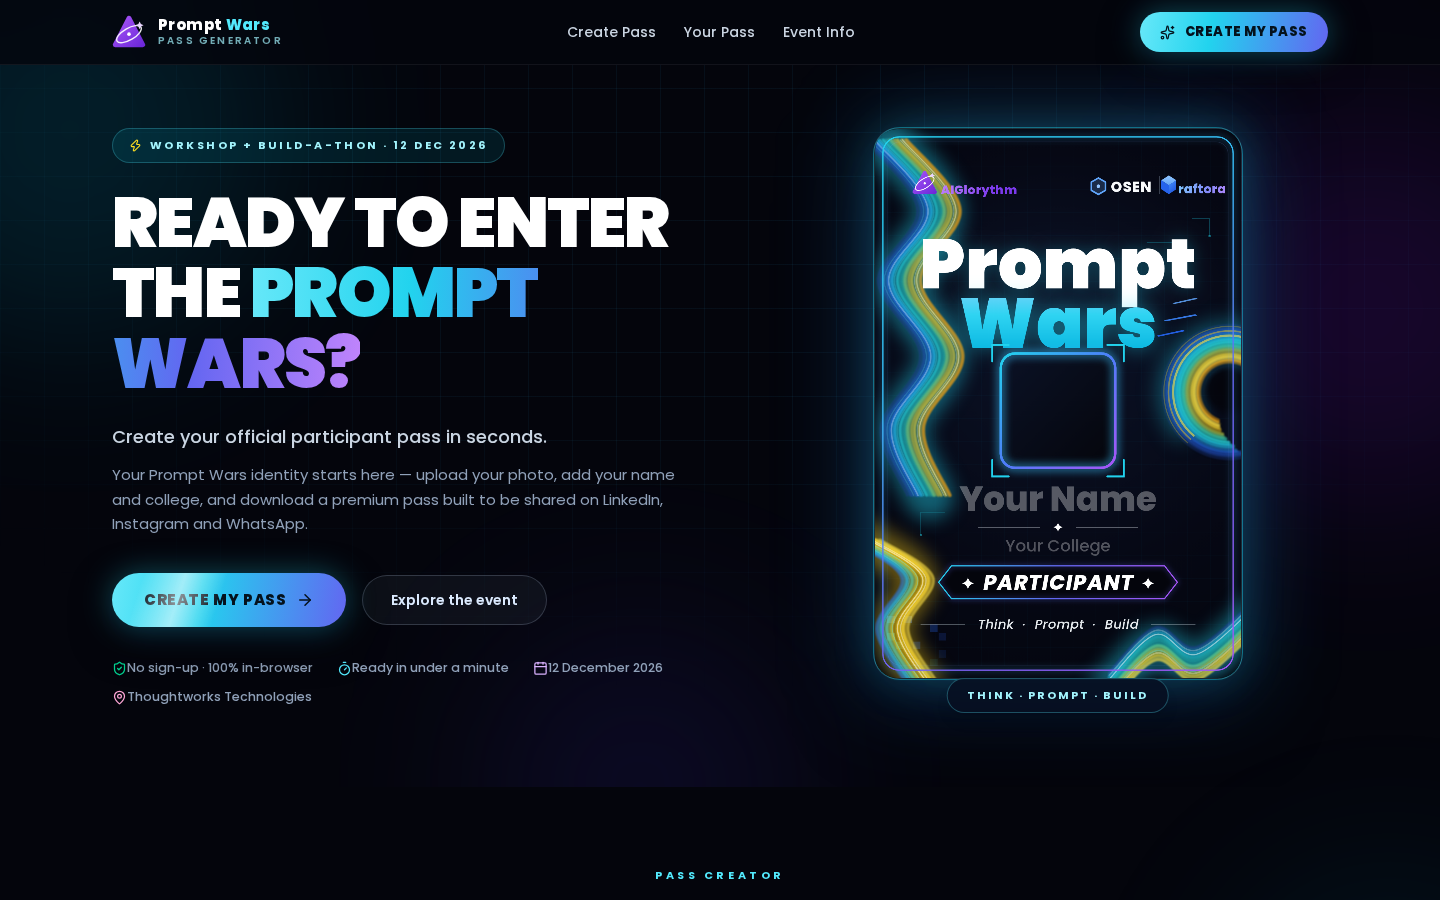 Prompt Wars
PASS GENERATOR
Create Pass
Your Pass
Event Info
CREATE MY PASS
WORKSHOP + BUILD-A-THON · 12 DEC 2026
READY TO ENTER
THE PROMPT
WARS?
Create your official participant pass in seconds.
Your Prompt Wars identity starts here — upload your photo, add your name
and college, and download a premium pass built to be shared on LinkedIn,
Instagram and WhatsApp.
CREATE MY PASS
Explore the event
No sign-up · 100% in-browser
Ready in under a minute
12 December 2026
Thoughtworks Technologies
AIGlorythm
OSEN
raftora
Prompt
Wars
Your Name
Your College
PARTICIPANT
Think · Prompt · Build
THINK · PROMPT · BUILD
PASS CREATOR